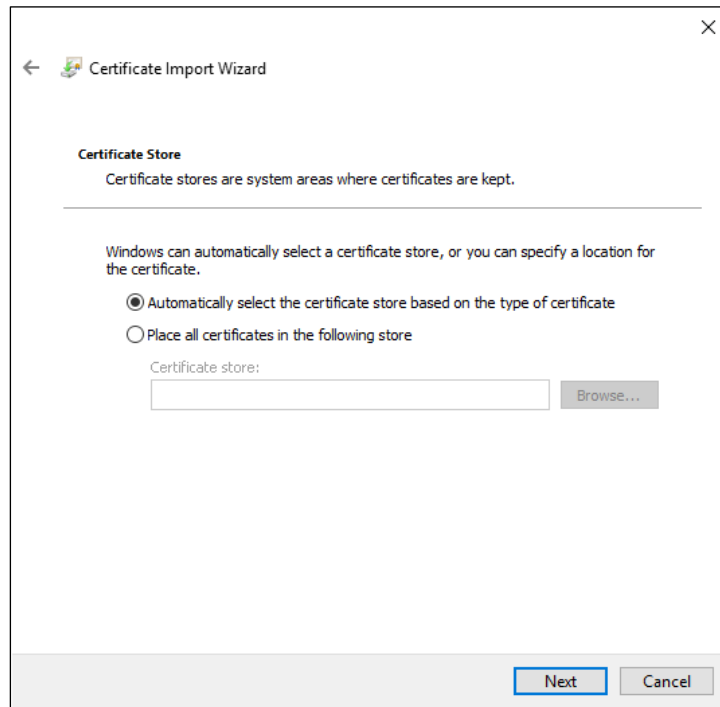 Certificate Import Wizard
Certificate Store
Certificate stores are system areas where certificates are kept.
Windows can automatically select a certificate store, or you can specify a location for
the certificate.
Automatically select the certificate store based on the type of certificate
Place all certificates in the following store
Certificate store:
Browse...
Next
Cancel